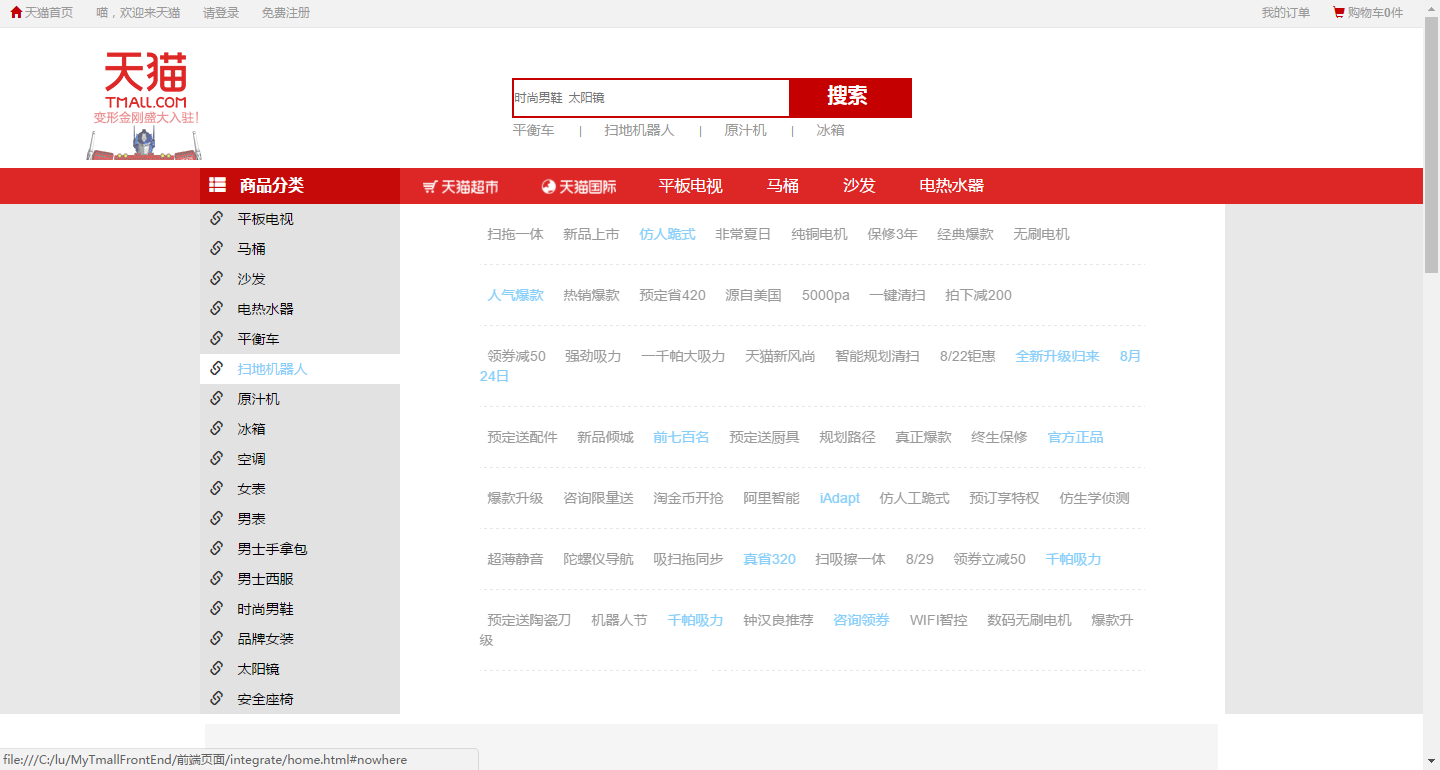 天猫首页 喵，欢迎来天猫 请登录 免费注册 我的订单 购物车0件
天猫
TMALL.COM
变形金刚盛大入驻!
时尚男鞋 太阳镜 搜索
平衡车 | 扫地机器人 | 原汁机 | 冰箱
商品分类 天猫超市 天猫国际 平板电视 马桶 沙发 电热水器
平板电视
马桶
沙发
电热水器
平衡车
扫地机器人
原汁机
冰箱
空调
女表
男表
男士手拿包
男士西服
时尚男鞋
品牌女装
太阳镜
安全座椅
扫拖一体 新品上市 仿人跪式 非常夏日 纯铜电机 保修3年 经典爆款 无刷电机
人气爆款 热销爆款 预定省420 源自美国 5000pa 一键清扫 拍下减200
领券减50 强劲吸力 一千帕大吸力 天猫新风尚 智能规划清扫 8/22钜惠 全新升级归来 8月
24日
预定送配件 新品倾城 前七百名 预定送厨具 规划路径 真正爆款 终生保修 官方正品
爆款升级 咨询限量送 淘金币开抢 阿里智能 iAdapt 仿人工跪式 预订享特权 仿生学侦测
超薄静音 陀螺仪导航 吸扫拖同步 真省320 扫吸擦一体 8/29 领券立减50 千帕吸力
预定送陶瓷刀 机器人节 千帕吸力 钟汉良推荐 咨询领券 WIFI智控 数码无刷电机 爆款升
级
file:///C:/lu/MyTmallFrontEnd/前端页面/integrate/home.html#nowhere